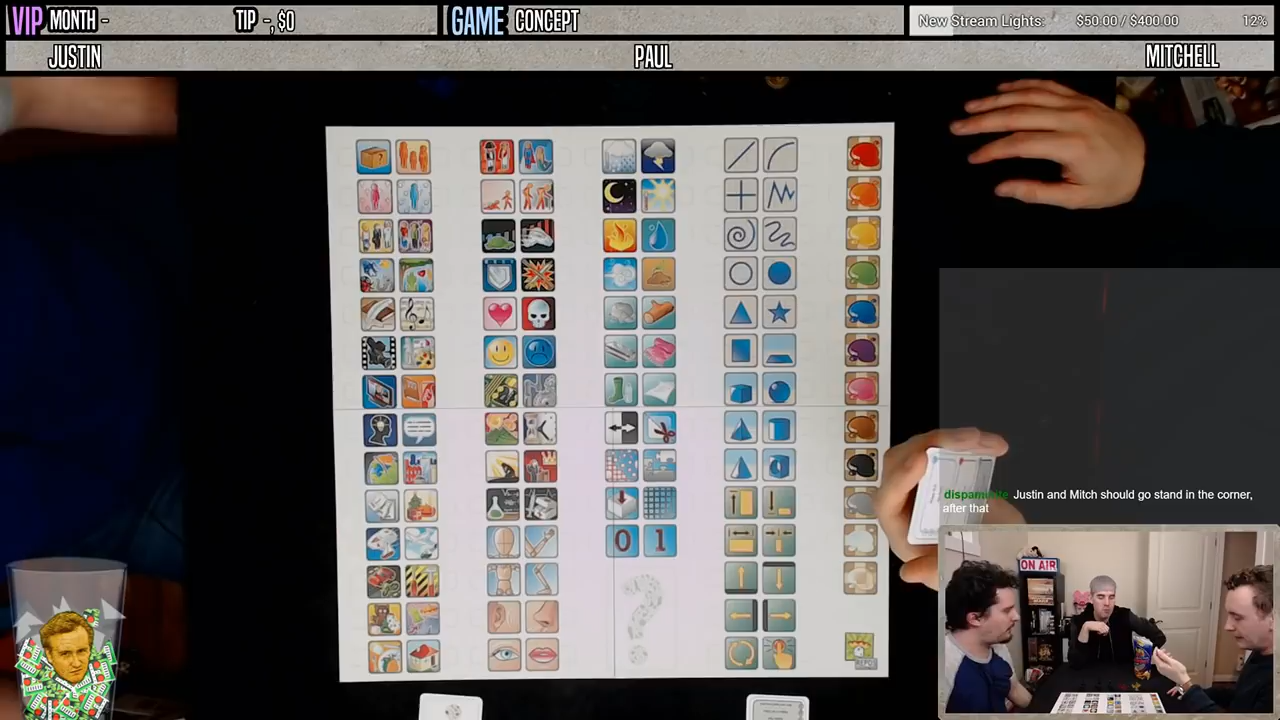 VIP MONTH - TIP -, $0 GAME CONCEPT New Stream Lights: $50.00 / $400.00 12%
JUSTIN PAUL MITCHELL
0 1
?
dispamurite Justin and Mitch should go stand in the corner,
after that
ON AIR